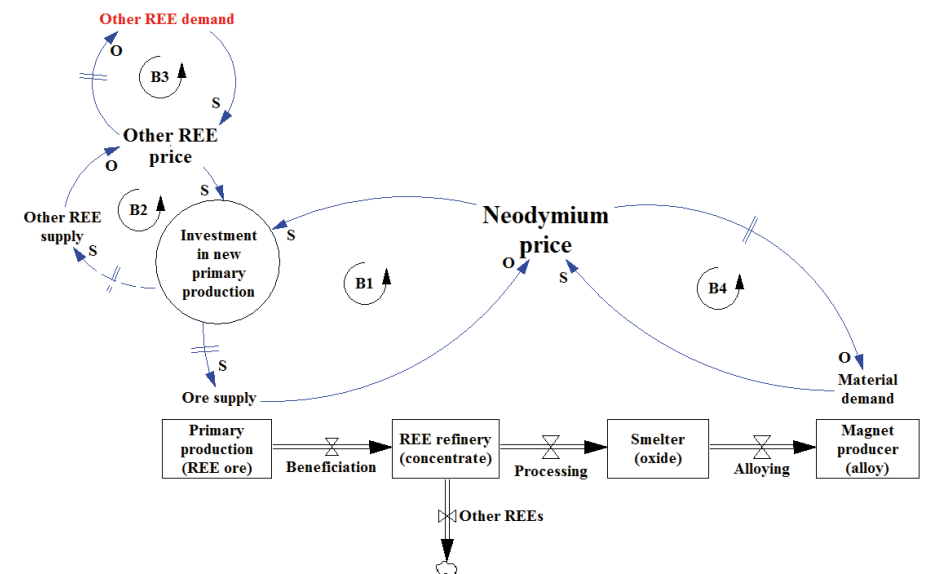 Other REE demand
O
B3
S
Other REE
price
O
S
B2
Other REE
supply
S
Investment
in new
primary
production
S
Neodymium
price
O
S
B1
B4
S
O
Ore supply
Material
demand
Primary
production
(REE ore)
Beneficiation
REE refinery
(concentrate)
Processing
Smelter
(oxide)
Alloying
Magnet
producer
(alloy)
Other REEs